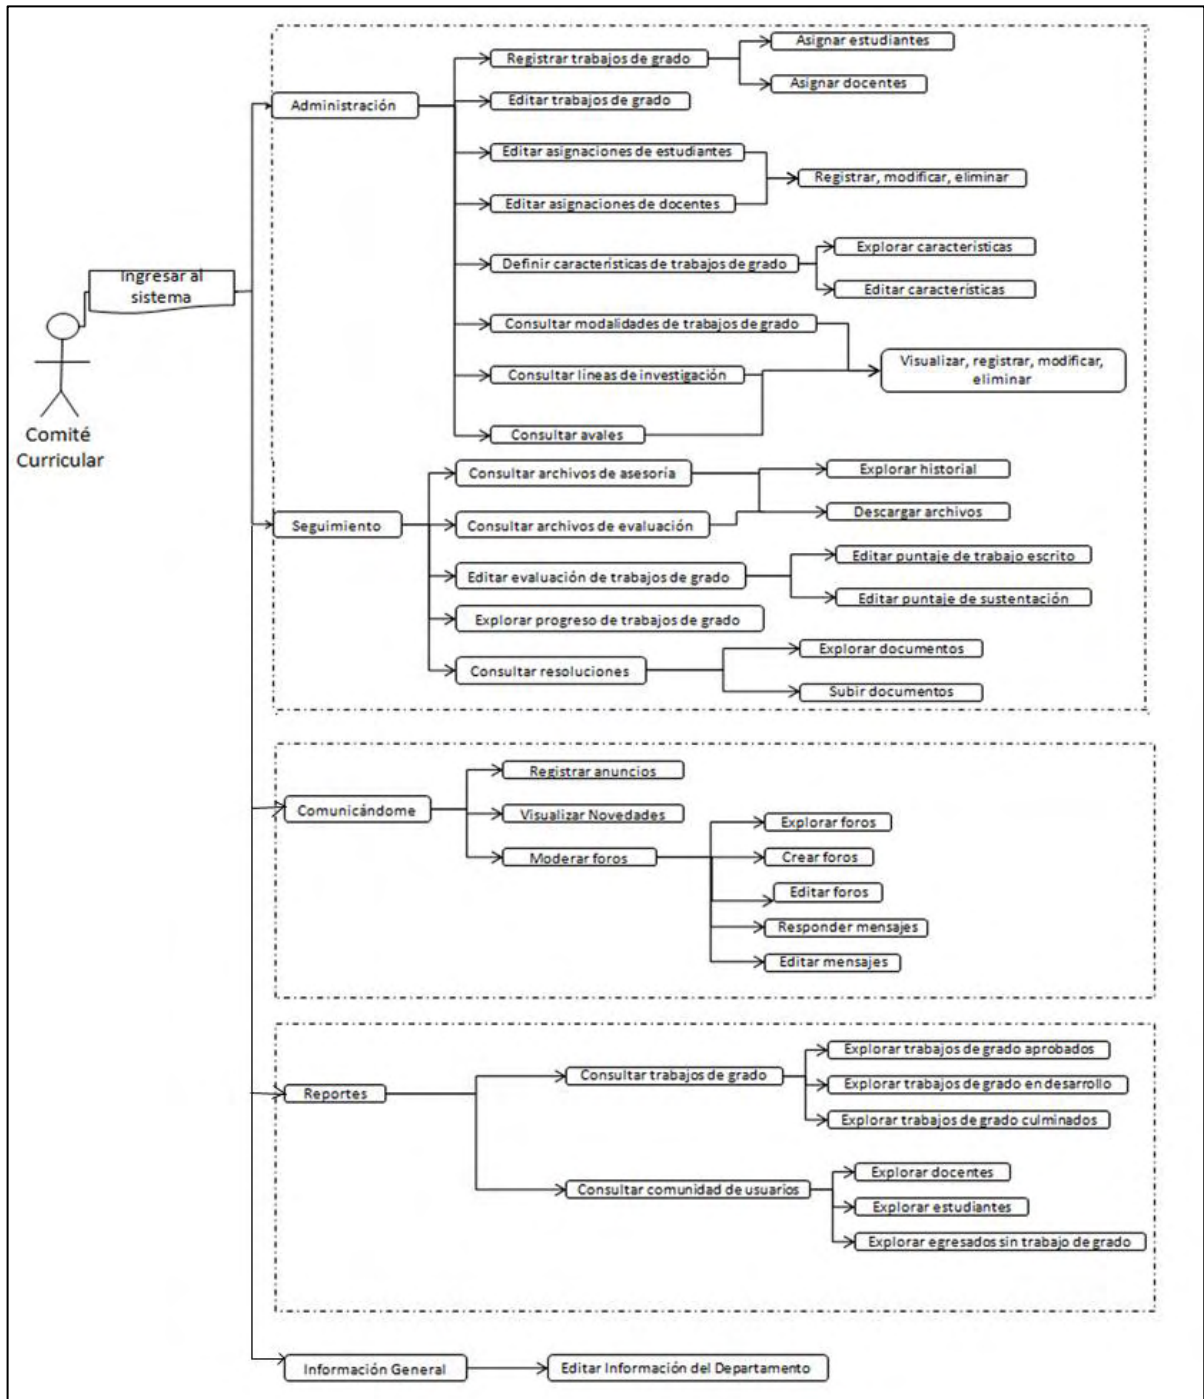 Asignar estudiantes
Registrar trabajos de grado
Asignar docentes
Administración
Editar trabajos de grado
Editar asignaciones de estudiantes
Registrar, modificar, eliminar
Editar asignaciones de docentes
Explorar características
Definir características de trabajos de grado
Editar características
Ingresar al
sistema
Consultar modalidades de trabajos de grado
Visualizar, registrar, modificar,
eliminar
Consultar líneas de investigación
Consultar avales
Comité
Curricular
Consultar archivos de asesoría
Explorar historial
Descargar archivos
Seguimiento
Consultar archivos de evaluación
Editar puntaje de trabajo escrito
Editar evaluación de trabajos de grado
Editar puntaje de sustentación
Explorar progreso de trabajos de grado
Explorar documentos
Consultar resoluciones
Subir documentos
Registrar anuncios
Comunicándome
Visualizar Novedades
Explorar foros
Moderar foros
Crear foros
Editar foros
Responder mensajes
Editar mensajes
Explorar trabajos de grado aprobados
Consultar trabajos de grado
Explorar trabajos de grado en desarrollo
Reportes
Explorar trabajos de grado culminados
Explorar docentes
Consultar comunidad de usuarios
Explorar estudiantes
Explorar egresados sin trabajo de grado
Información General
Editar Información del Departamento